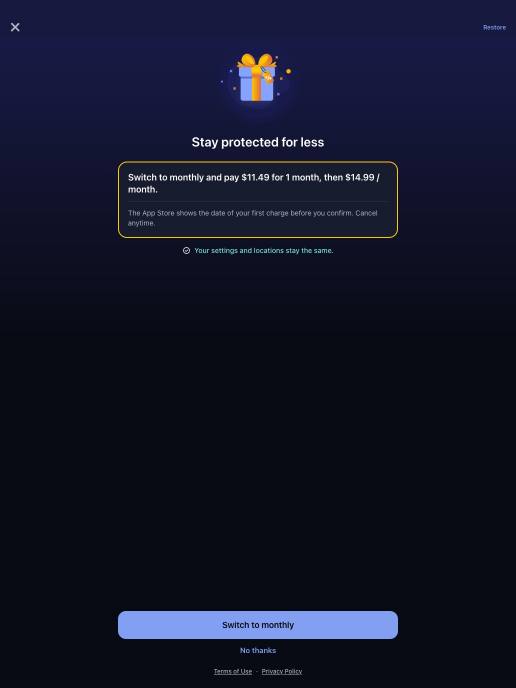 Restore
Stay protected for less
Switch to monthly and pay $11.49 for 1 month, then $14.99 /
month.
The App Store shows the date of your first charge before you confirm. Cancel
anytime.
Your settings and locations stay the same.
Switch to monthly
No thanks
Terms of Use · Privacy Policy